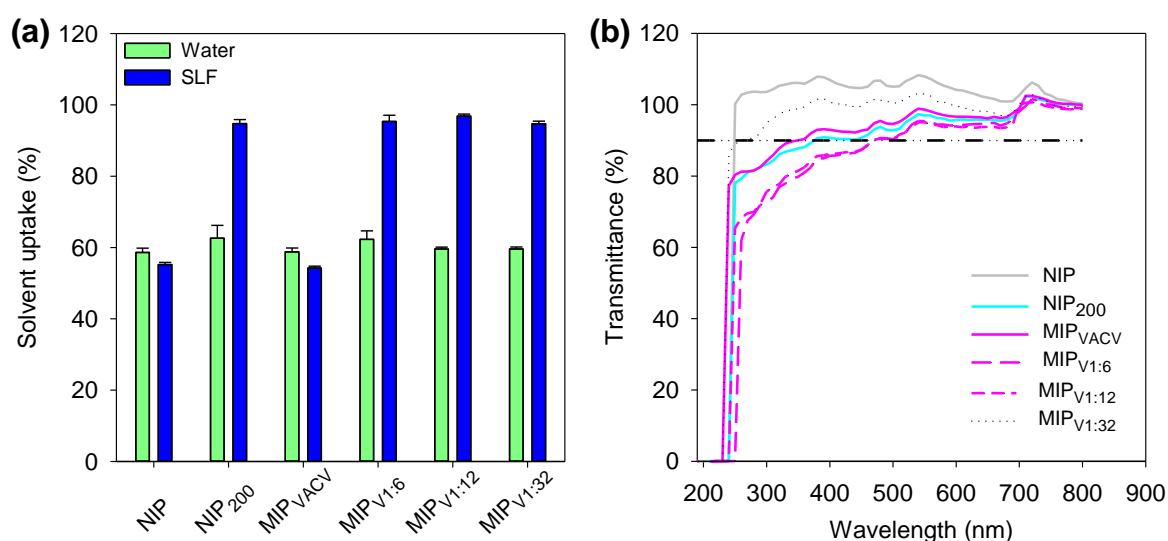 (a)
Solvent uptake (%)
120
100
80
60
40
20
0
Water
SLF
NIP
NIP200
MIPVACV
MIPV1:6
MIPV1:12
MIPV1:32
(b)
Transmittance (%)
120
100
80
60
40
20
0
NIP
NIP200
MIPVACV
MIPV1:6
MIPV1:12
MIPV1:32
200 300 400 500 600 700 800 900
Wavelength (nm)